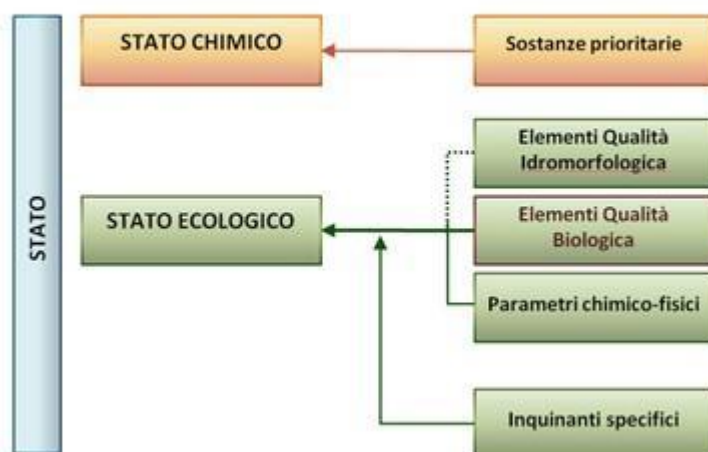 STATO
STATO CHIMICO
Sostanze prioritarie
Elementi Qualità
Idromorfologica
STATO ECOLOGICO
Elementi Qualità
Biologica
Parametri chimico-fisici
Inquinanti specifici